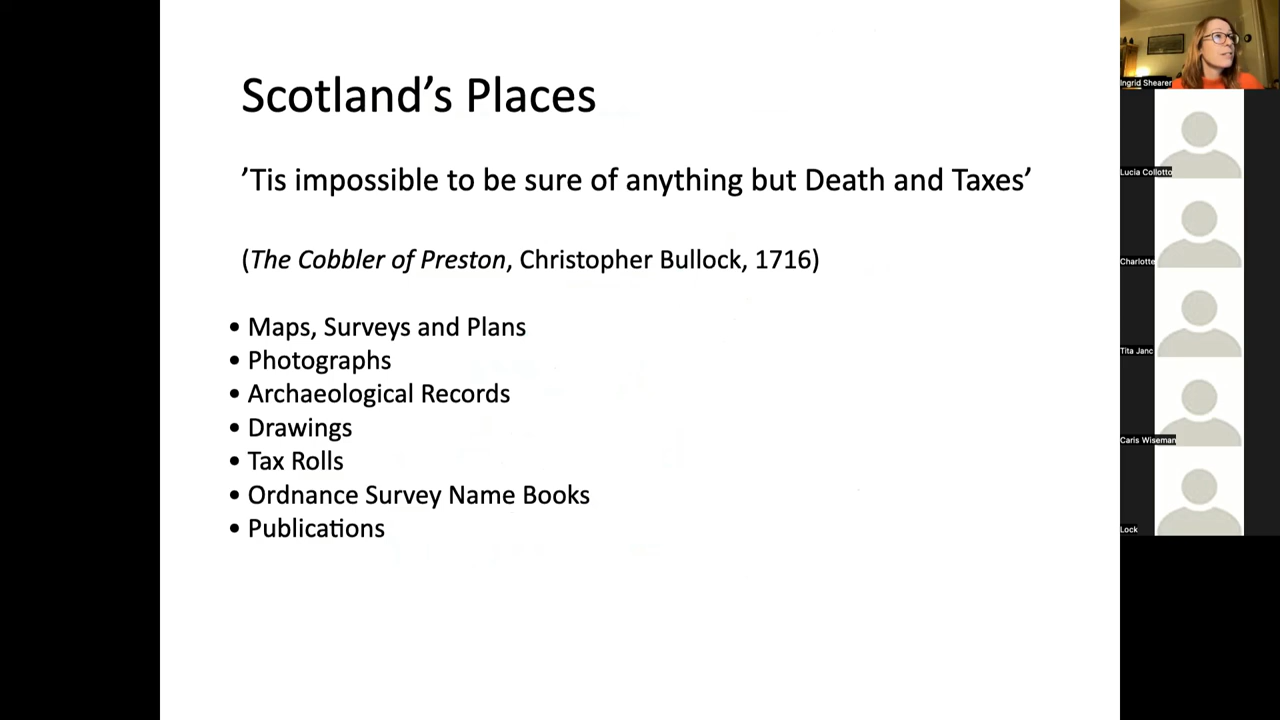 Scotland’s Places
’Tis impossible to be sure of anything but Death and Taxes’
(The Cobbler of Preston, Christopher Bullock, 1716)
• Maps, Surveys and Plans
• Photographs
• Archaeological Records
• Drawings
• Tax Rolls
• Ordnance Survey Name Books
• Publications
Ingrid Shearer
Lucia Collotto
Charlotte
Tita Janc
Caris Wiseman
Lock